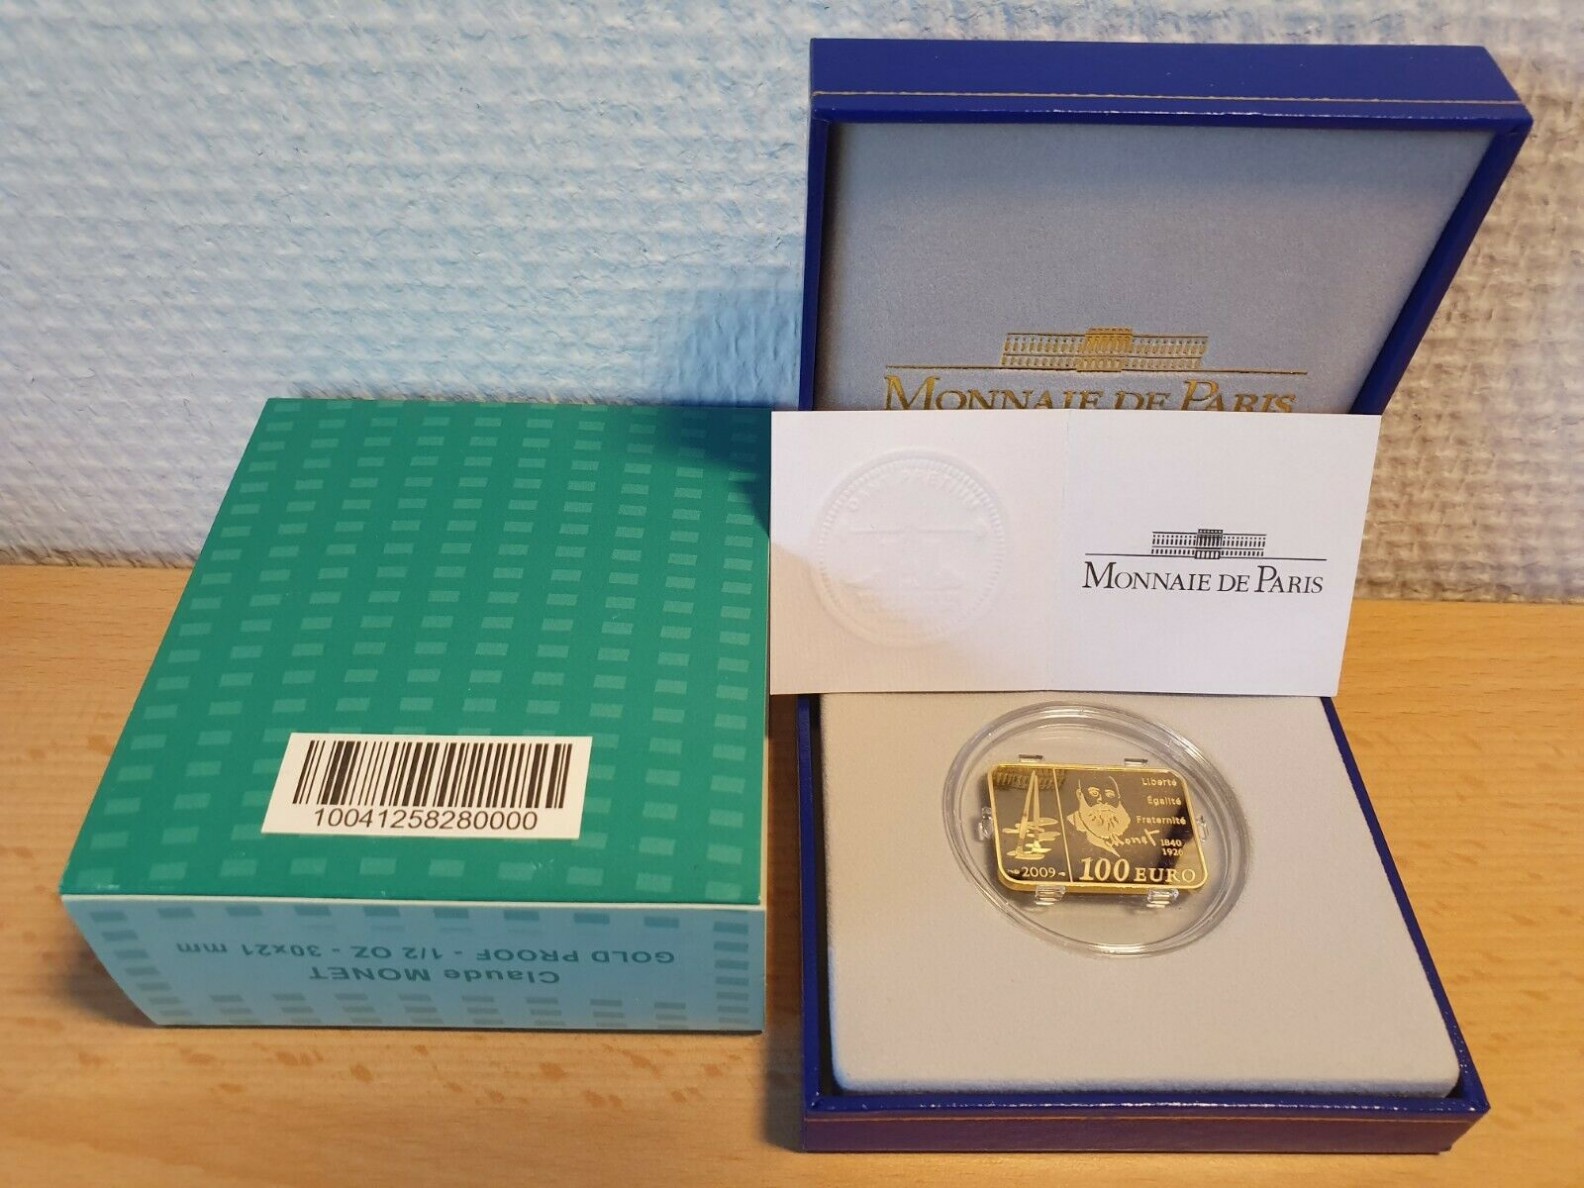 MONNAIE DE PARIS
MONNAIE DE PARIS
10041258280000
Claude MONET
GOLD PROOF - 1/2 OZ - 30x21 mm
Liberté
Égalité
Fraternité
Monet
1840
1926
2009
100 EURO